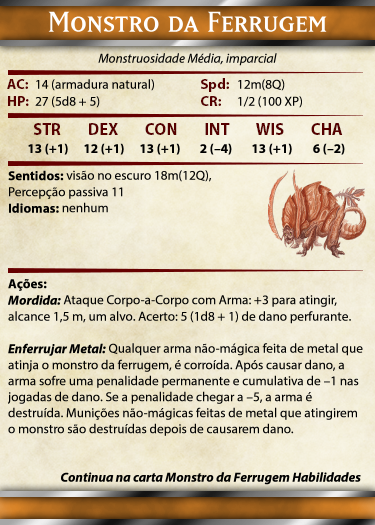 Monstro da Ferrugem
Monstruosidade Média, imparcial
AC: 14 (armadura natural) Spd: 12m(8Q)
HP: 27 (5d8 + 5) CR: 1/2 (100 XP)
STR DEX CON INT WIS CHA
13 (+1) 12 (+1) 13 (+1) 2 (–4) 13 (+1) 6 (–2)
Sentidos: visão no escuro 18m(12Q),
Percepção passiva 11
Idiomas: nenhum
Ações:
Mordida: Ataque Corpo-a-Corpo com Arma: +3 para atingir,
alcance 1,5 m, um alvo. Acerto: 5 (1d8 + 1) de dano perfurante.
Enferrujar Metal: Qualquer arma não-mágica feita de metal que
atinja o monstro da ferrugem, é corroída. Após causar dano, a
arma sofre uma penalidade permanente e cumulativa de –1 nas
jogadas de dano. Se a penalidade chegar a –5, a arma é
destruída. Munições não-mágicas feitas de metal que atingirem
o monstro são destruídas depois de causarem dano.
Continua na carta Monstro da Ferrugem Habilidades